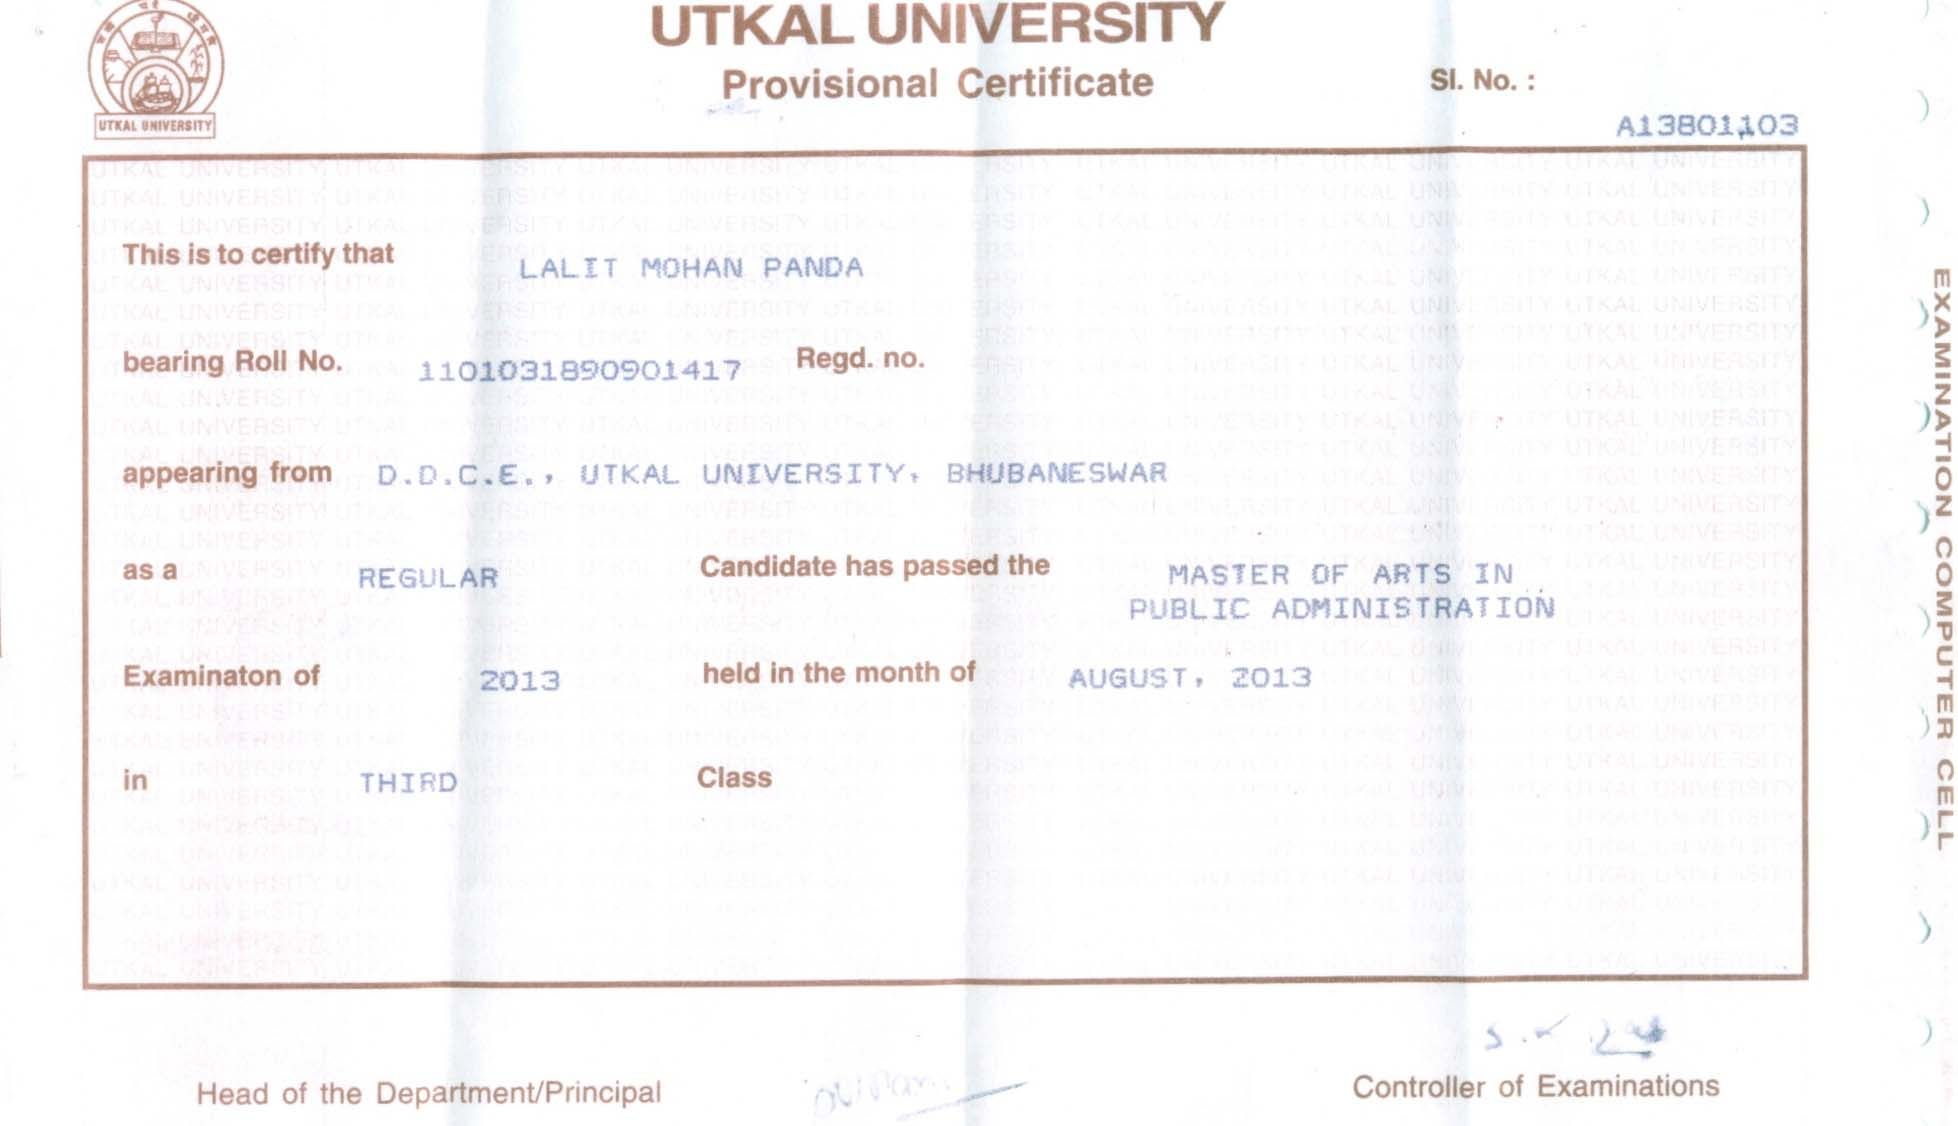 UTKAL UNIVERSITY
Provisional Certificate
Sl. No. :
UTKAL UNIVERSITY
A13801103
This is to certify that LALIT MOHAN PANDA
bearing Roll No. 1101031890901417 Regd. no.
appearing from D.D.C.E., UTKAL UNIVERSITY, BHUBANESWAR
as a REGULAR Candidate has passed the MASTER OF ARTS IN
PUBLIC ADMINISTRATION
Examinaton of 2013 held in the month of AUGUST, 2013
in THIRD Class
Head of the Department/Principal
Controller of Examinations
EXAMINATION COMPUTER CELL